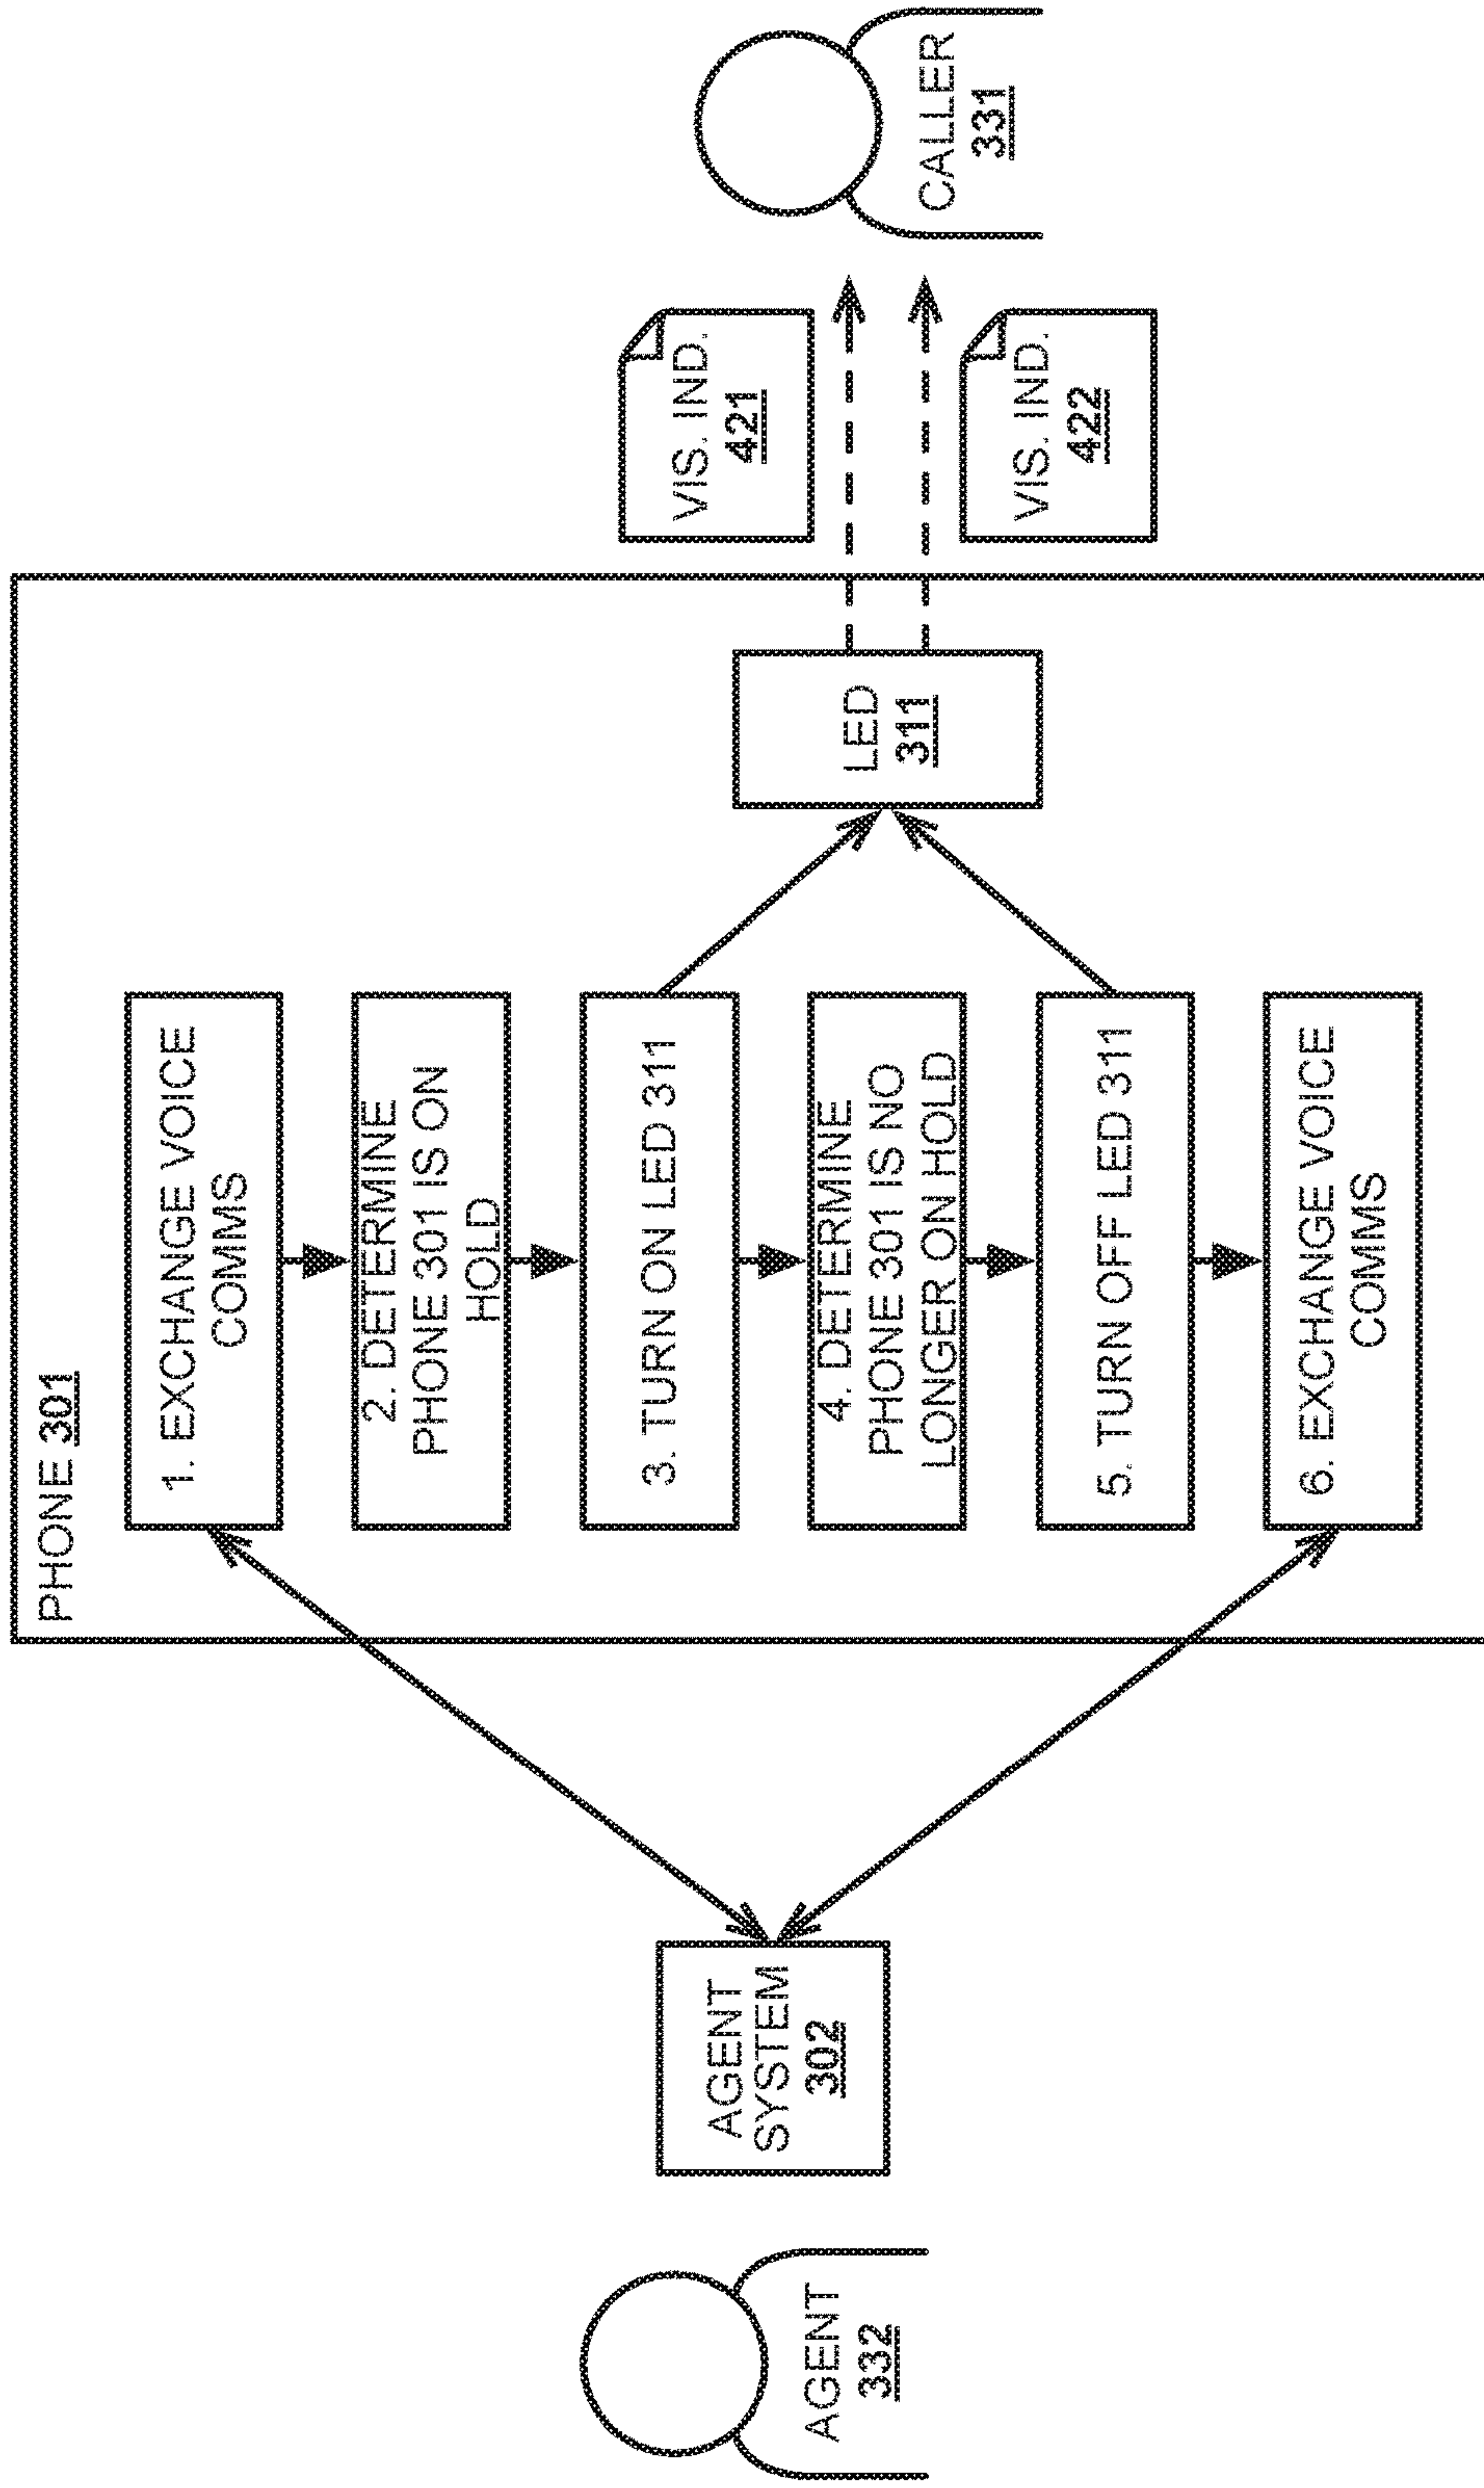 PHONE 301
1. EXCHANGE VOICE
COMMS
2. DETERMINE
PHONE 301 IS ON
HOLD
3. TURN ON LED 311
4. DETERMINE
PHONE 301 IS NO
LONGER ON HOLD
5. TURN OFF LED 311
6. EXCHANGE VOICE
COMMS
AGENT
332
AGENT
SYSTEM
302
LED
311
VIS. IND.
421
VIS. IND.
422
CALLER
331